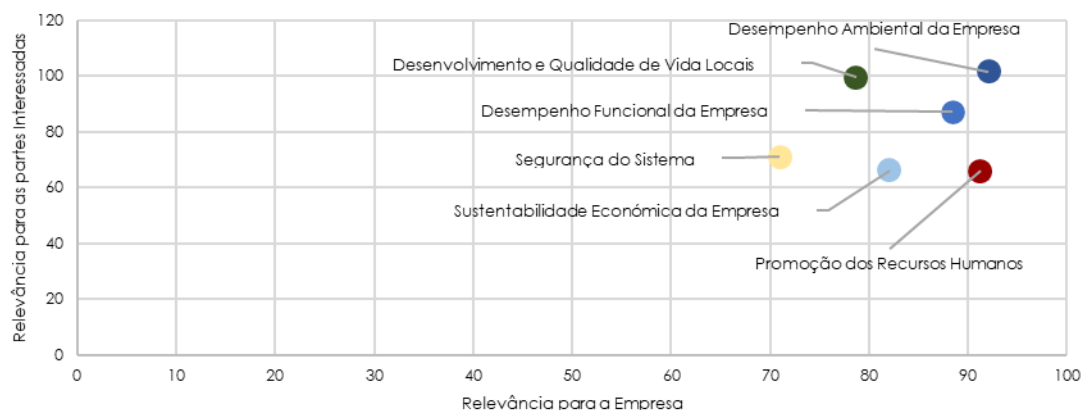 120
100
80
60
40
20
0
Relevância para as partes Interessadas
Desempenho Ambiental da Empresa
Desenvolvimento e Qualidade de Vida Locais
Desempenho Funcional da Empresa
Segurança do Sistema
Sustentabilidade Económica da Empresa
Promoção dos Recursos Humanos
0 10 20 30 40 50 60 70 80 90 100
Relevância para a Empresa